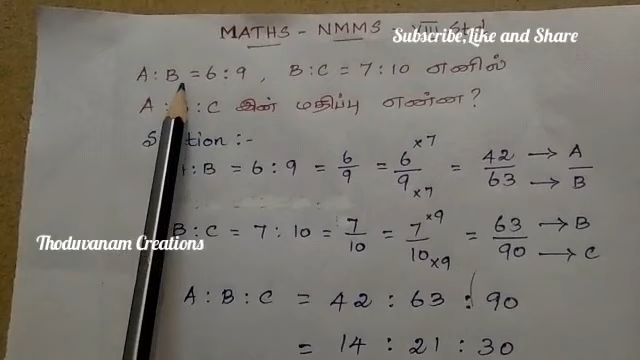 MATHS - NMMS - VIII Std
Subscribe,Like and Share
A : B = 6 : 9 , B : C = 7 : 10 எனில்
A : : C இன் மதிப்பு என்ன ?
Solution :-
A : B = 6 : 9 = 6/9 = 6×7/9×7 = 42/63 → A/→ B
B : C = 7 : 10 = 7/10 = 7×9/10×9 = 63/90 → B/→ C
Thoduvanam Creations
A : B : C = 42 : 63 : 90
= 14 : 21 : 30